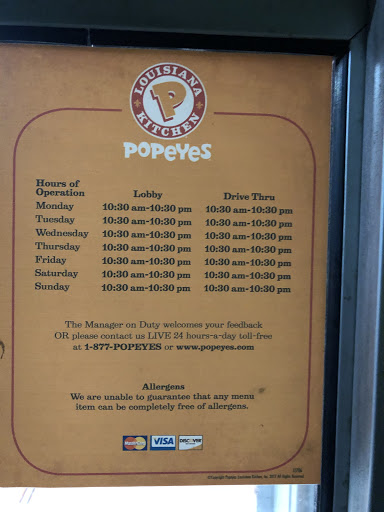 LOUISIANA
P
KITCHEN
POPEYES
Hours of
Operation Lobby Drive Thru
Monday 10:30 am-10:30 pm 10:30 am-10:30 pm
Tuesday 10:30 am-10:30 pm 10:30 am-10:30 pm
Wednesday 10:30 am-10:30 pm 10:30 am-10:30 pm
Thursday 10:30 am-10:30 pm 10:30 am-10:30 pm
Friday 10:30 am-10:30 pm 10:30 am-10:30 pm
Saturday 10:30 am-10:30 pm 10:30 am-10:30 pm
Sunday 10:30 am-10:30 pm 10:30 am-10:30 pm
The Manager on Duty welcomes your feedback
OR please contact us LIVE 24 hours-a-day toll-free
at 1-877-POPEYES or www.popeyes.com
Allergens
We are unable to guarantee that any menu
item can be completely free of allergens.
MasterCard VISA DISCOVER